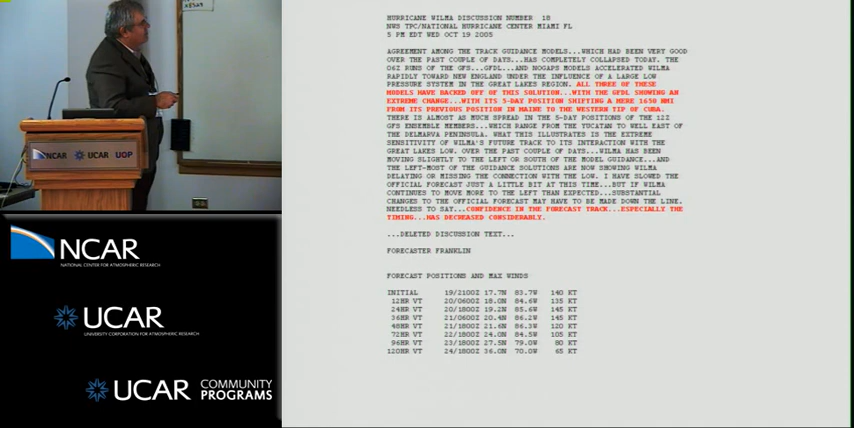 HURRICANE WILMA DISCUSSION NUMBER 18
NWS TPC/NATIONAL HURRICANE CENTER MIAMI FL
5 PM EDT WED OCT 19 2005
AGREEMENT AMONG THE TRACK GUIDANCE MODELS...WHICH HAD BEEN VERY GOOD
OVER THE PAST COUPLE OF DAYS...HAS COMPLETELY COLLAPSED TODAY. THE
06Z RUNS OF THE GFS...GFDL...AND NOGAPS MODELS ACCELERATED WILMA
RAPIDLY TOWARD NEW ENGLAND UNDER THE INFLUENCE OF A LARGE LOW
PRESSURE SYSTEM IN THE GREAT LAKES REGION. ALL THREE OF THESE
MODELS HAVE BACKED OFF OF THIS SOLUTION...WITH THE GFDL SHOWING AN
EXTREME CHANGE...WITH ITS 5-DAY POSITION SHIFTING A MERE 1650 NMI
FROM ITS PREVIOUS POSITION IN MAINE TO THE WESTERN TIP OF CUBA.
THERE IS ALMOST AS MUCH SPREAD IN THE 5-DAY POSITIONS OF THE 12Z
GFS ENSEMBLE MEMBERS...WHICH RANGE FROM THE YUCATAN TO WELL EAST OF
THE DELMARVA PENINSULA. WHAT THIS ILLUSTRATES IS THE EXTREME
SENSITIVITY OF WILMA'S FUTURE TRACK TO ITS INTERACTION WITH THE
GREAT LAKES LOW. OVER THE PAST COUPLE OF DAYS...WILMA HAS BEEN
MOVING SLIGHTLY TO THE LEFT OR SOUTH OF THE MODEL GUIDANCE...AND
THE LEFT-MOST OF THE GUIDANCE SOLUTIONS ARE NOW SHOWING WILMA
DELAYING OR MISSING THE CONNECTION WITH THE LOW. I HAVE SLOWED THE
OFFICIAL FORECAST JUST A LITTLE BIT AT THIS TIME...BUT IF WILMA
CONTINUES TO MOVE MORE TO THE LEFT THAN EXPECTED...SUBSTANTIAL
CHANGES TO THE OFFICIAL FORECAST MAY HAVE TO BE MADE DOWN THE LINE.
NEEDLESS TO SAY...CONFIDENCE IN THE FORECAST TRACK...ESPECIALLY THE
TIMING...HAS DECREASED CONSIDERABLY.
...DELETED DISCUSSION TEXT...
FORECASTER FRANKLIN
FORECAST POSITIONS AND MAX WINDS
INITIAL 19/2100Z 17.7N 83.7W 140 KT
12HR VT 20/0600Z 18.0N 84.6W 135 KT
24HR VT 20/1800Z 19.2N 85.6W 145 KT
36HR VT 21/0600Z 20.4N 86.2W 145 KT
48HR VT 21/1800Z 21.6N 86.3W 120 KT
72HR VT 22/1800Z 24.0N 84.5W 105 KT
96HR VT 23/1800Z 27.5N 79.0W 80 KT
120HR VT 24/1800Z 36.0N 70.0W 65 KT
NCAR UCAR UOP
NCAR
NATIONAL CENTER FOR ATMOSPHERIC RESEARCH
UCAR
UNIVERSITY CORPORATION FOR ATMOSPHERIC RESEARCH
UCAR COMMUNITY
PROGRAMS